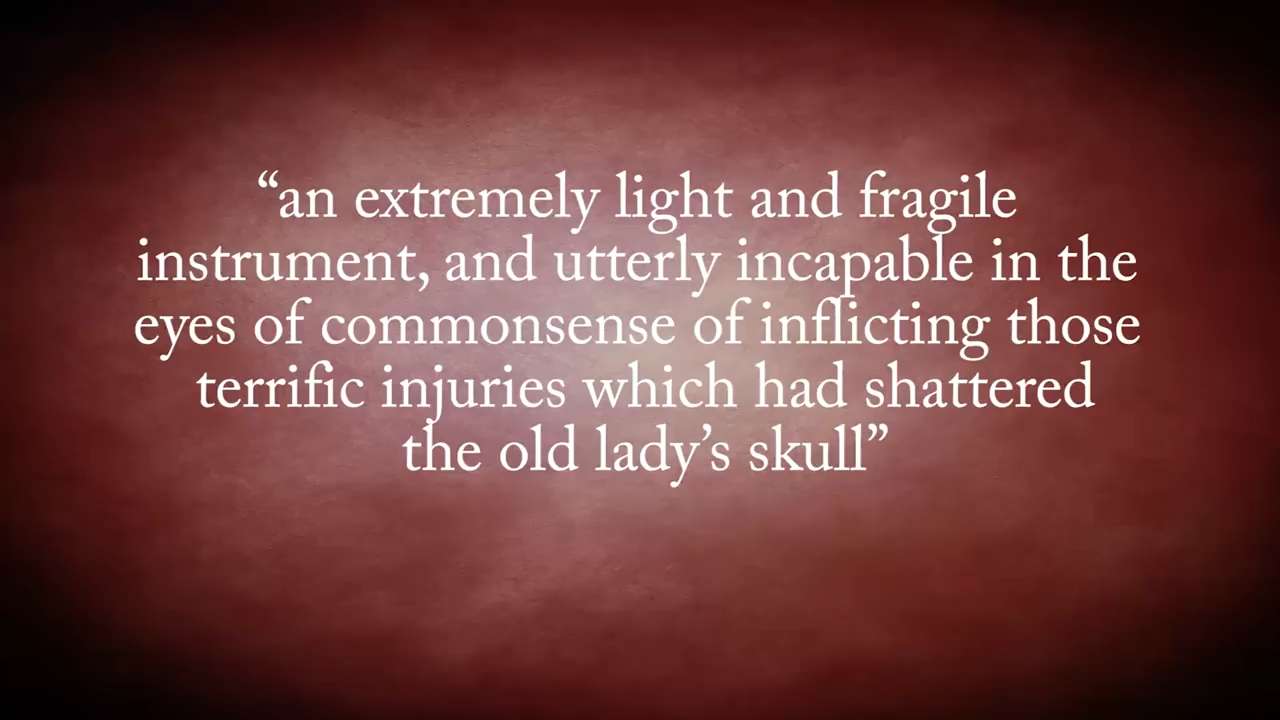 “an extremely light and fragile
instrument, and utterly incapable in the
eyes of commonsense of inflicting those
terrific injuries which had shattered
the old lady’s skull”